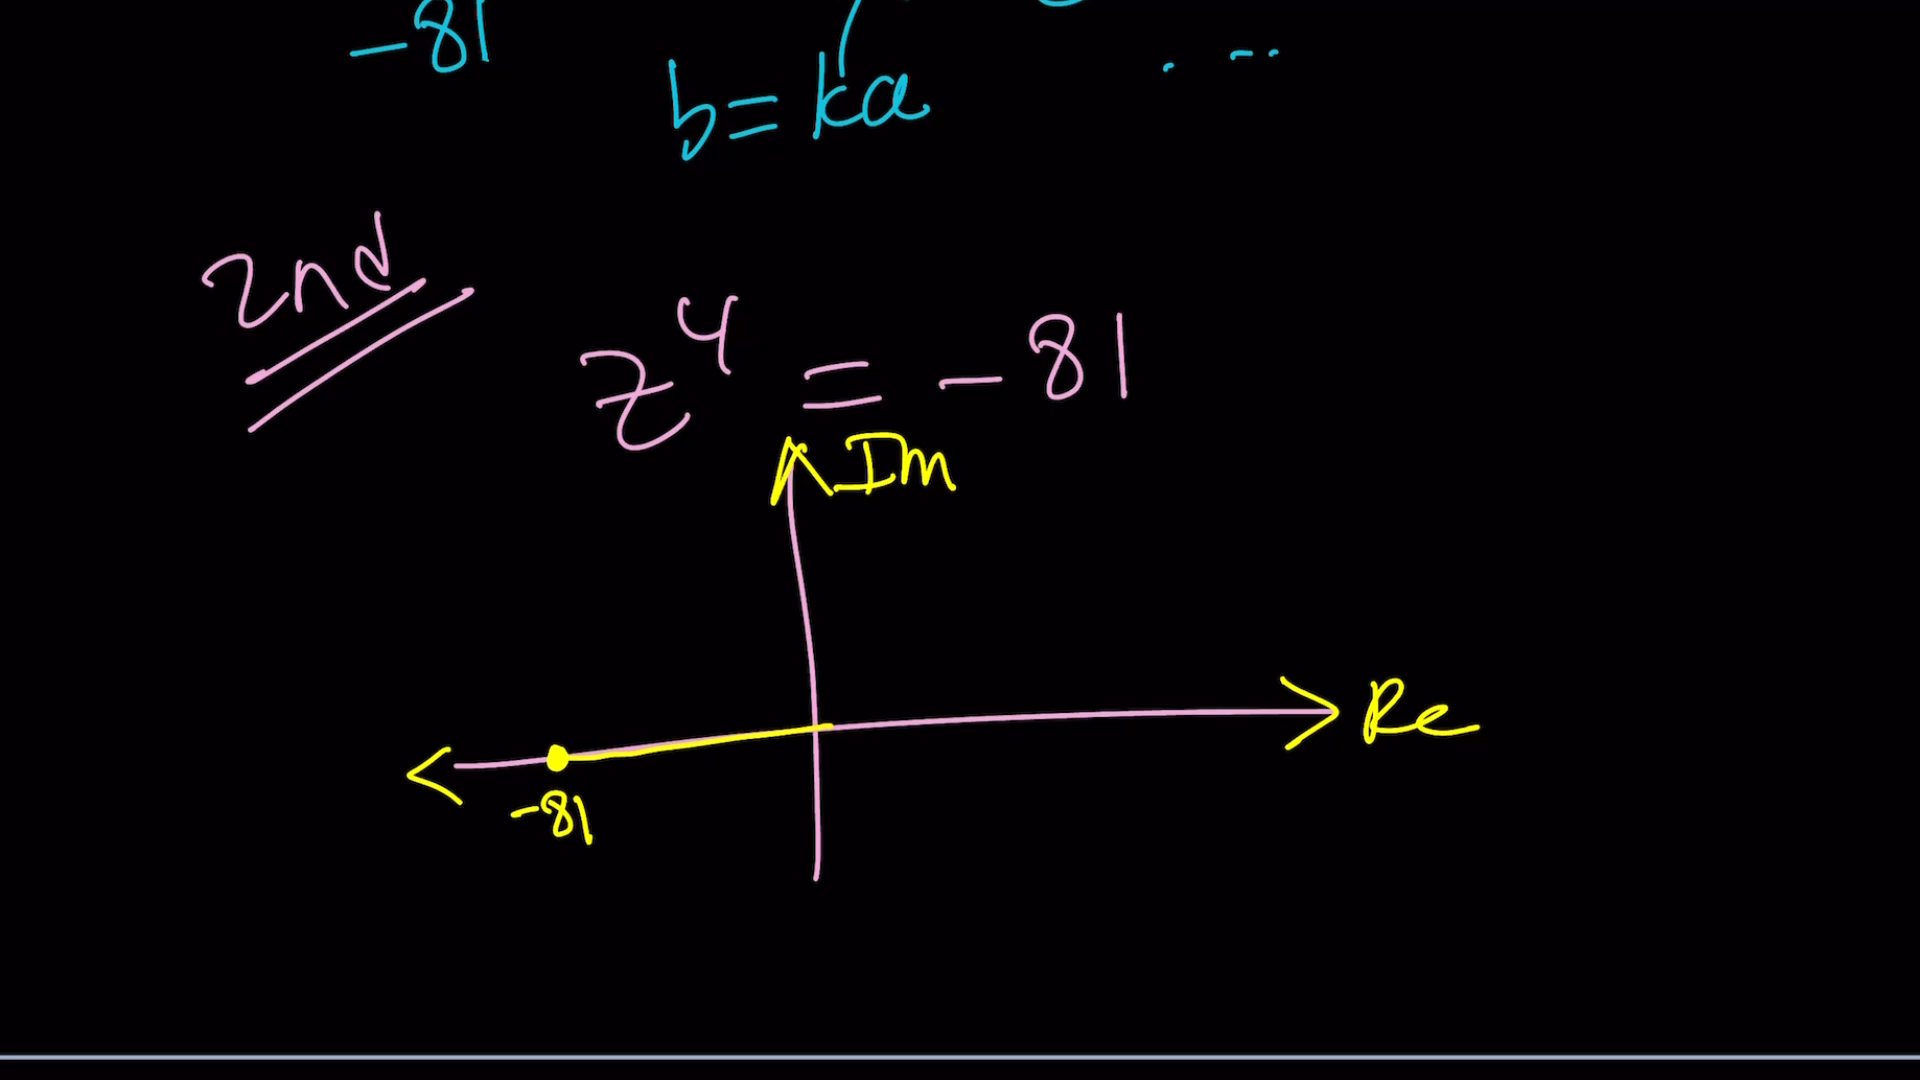 -81
b = ka
. ...
2nd
z⁴ = -81
Im
Re
-81